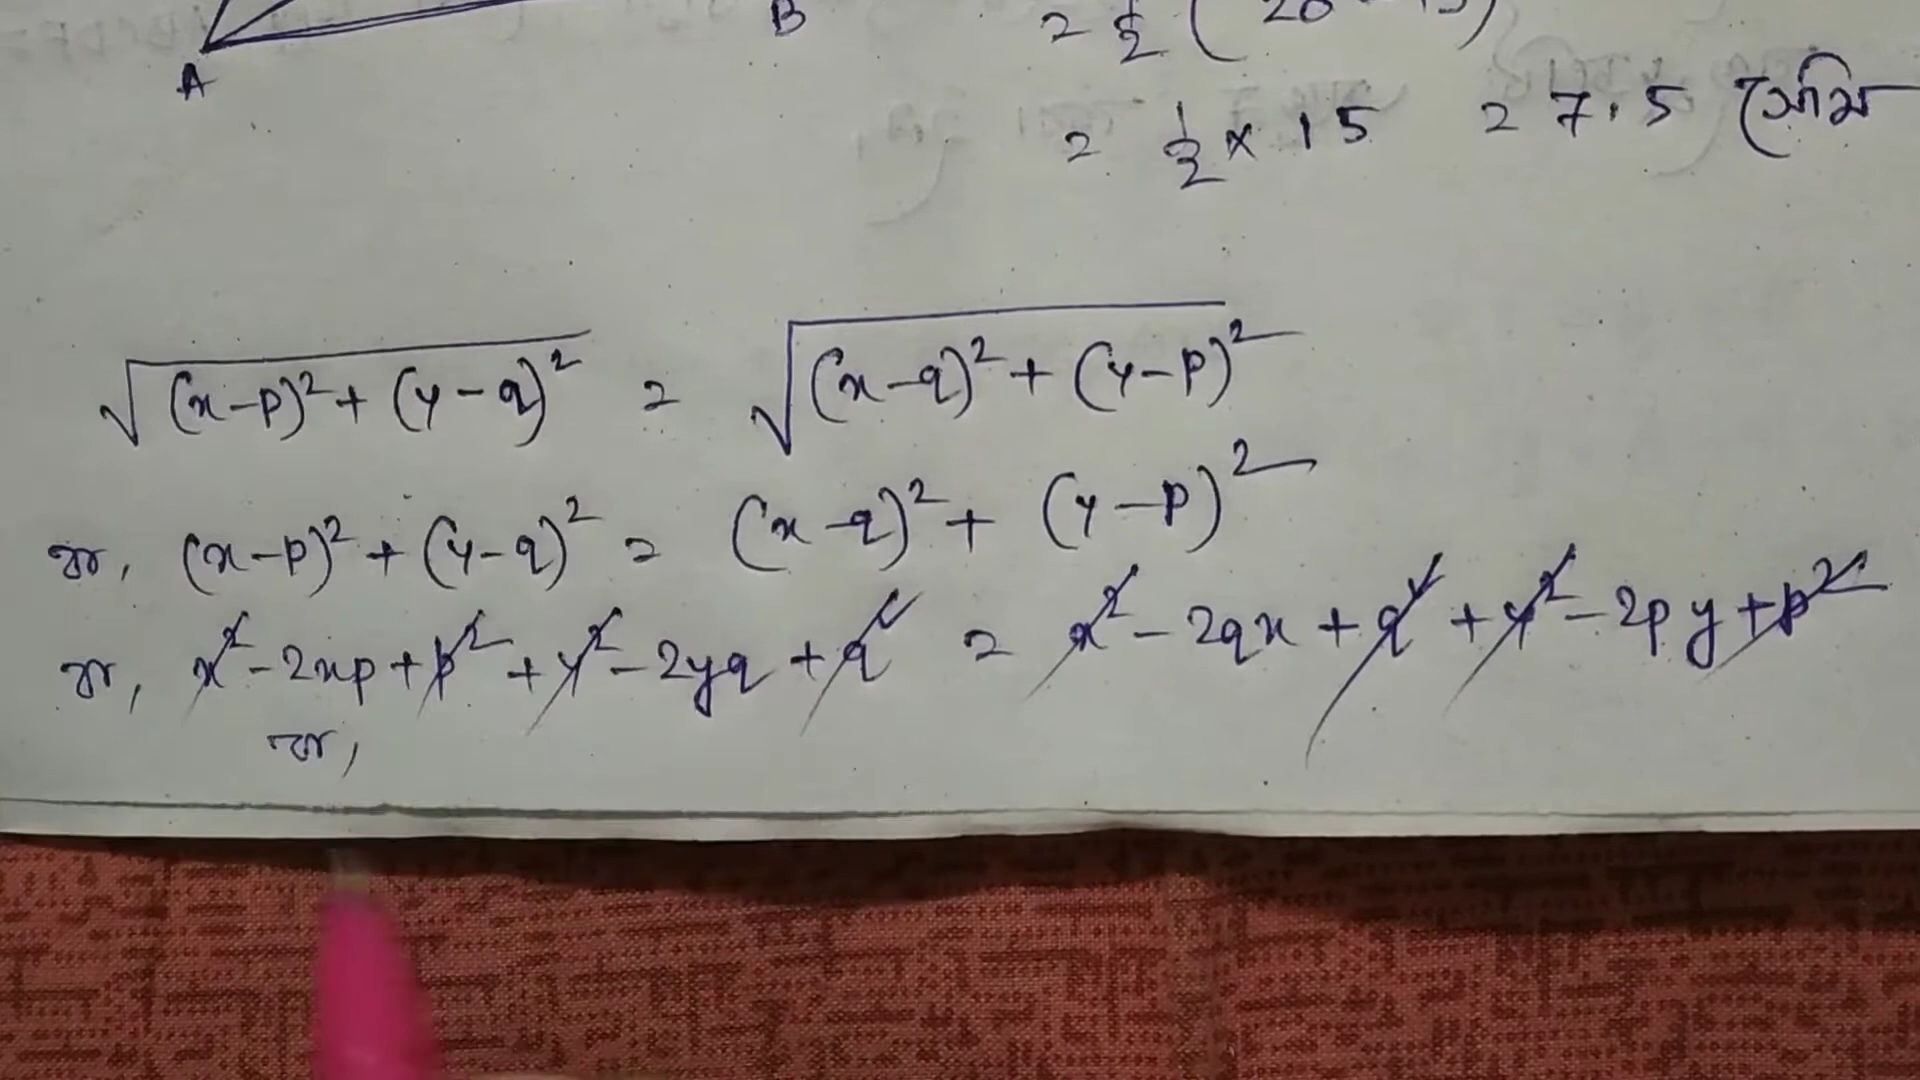 B
= 1/2 (20 - 15)
A
= 1/2 × 15 = 7.5 সেমি
√(x-p)² + (y-q)² = √(x-q)² + (y-p)²
বা, (x-p)² + (y-q)² = (x-q)² + (y-p)²
বা, x² - 2xp + p² + y² - 2yq + q² = x² - 2qx + q² + y² - 2py + p²
বা,